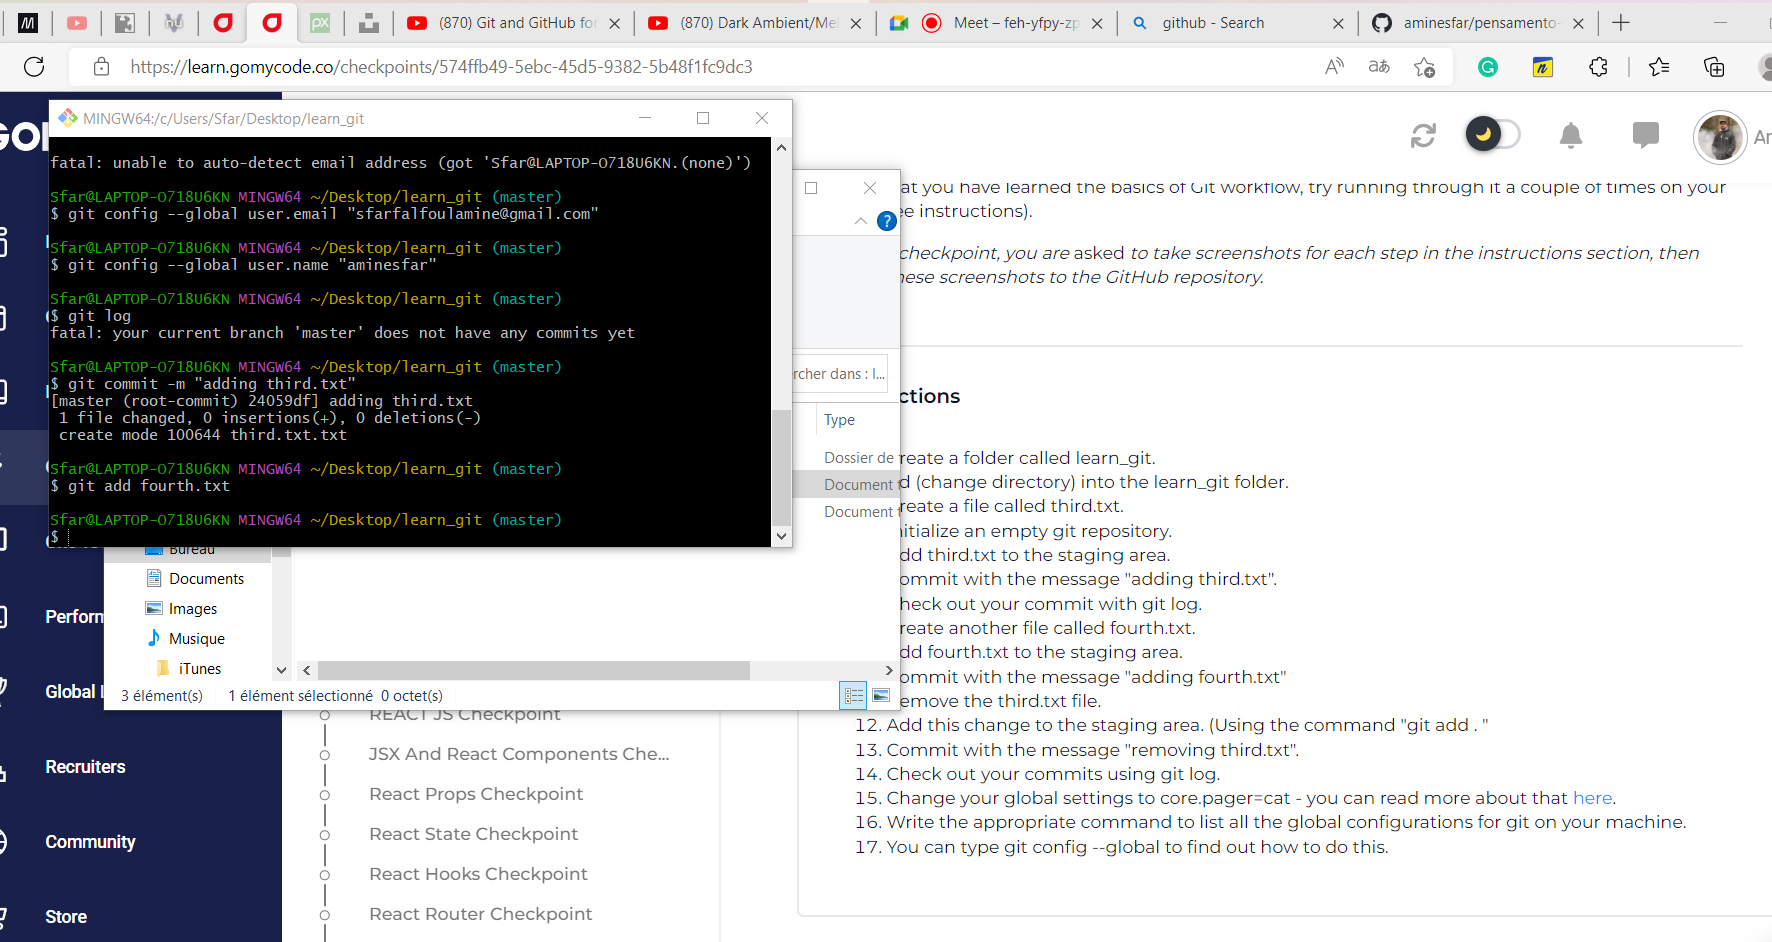 (870) Git and GitHub for
(870) Dark Ambient/Me
Meet – feh-yfpy-zp
github - Search
aminesfar/pensamento-
https://learn.gomycode.co/checkpoints/574ffb49-5ebc-45d5-9382-5b48f1fc9dc3
MINGW64:/c/Users/Sfar/Desktop/learn_git
fatal: unable to auto-detect email address (got 'Sfar@LAPTOP-O718U6KN.(none)')
Sfar@LAPTOP-O718U6KN MINGW64 ~/Desktop/learn_git (master)
$ git config --global user.email "sfarfalfoulamine@gmail.com"
Sfar@LAPTOP-O718U6KN MINGW64 ~/Desktop/learn_git (master)
$ git config --global user.name "aminesfar"
Sfar@LAPTOP-O718U6KN MINGW64 ~/Desktop/learn_git (master)
$ git log
fatal: your current branch 'master' does not have any commits yet
Sfar@LAPTOP-O718U6KN MINGW64 ~/Desktop/learn_git (master)
$ git commit -m "adding third.txt"
[master (root-commit) 24059df] adding third.txt
1 file changed, 0 insertions(+), 0 deletions(-)
create mode 100644 third.txt.txt
Sfar@LAPTOP-O718U6KN MINGW64 ~/Desktop/learn_git (master)
$ git add fourth.txt
Sfar@LAPTOP-O718U6KN MINGW64 ~/Desktop/learn_git (master)
$
rcher dans : l...
Type
Dossier de
Document t
Document t
Bureau
Documents
Images
Musique
iTunes
3 élément(s) 1 élément sélectionné 0 octet(s)
Perform
Global L
Recruiters
Community
Store
REACT JS Checkpoint
JSX And React Components Che...
React Props Checkpoint
React State Checkpoint
React Hooks Checkpoint
React Router Checkpoint
Am
at you have learned the basics of Git workflow, try running through it a couple of times on your
ee instructions).
checkpoint, you are asked to take screenshots for each step in the instructions section, then
hese screenshots to the GitHub repository.
ctions
reate a folder called learn_git.
d (change directory) into the learn_git folder.
reate a file called third.txt.
nitialize an empty git repository.
dd third.txt to the staging area.
ommit with the message "adding third.txt".
heck out your commit with git log.
reate another file called fourth.txt.
dd fourth.txt to the staging area.
ommit with the message "adding fourth.txt"
emove the third.txt file.
12. Add this change to the staging area. (Using the command "git add . "
13. Commit with the message "removing third.txt".
14. Check out your commits using git log.
15. Change your global settings to core.pager=cat - you can read more about that here.
16. Write the appropriate command to list all the global configurations for git on your machine.
17. You can type git config --global to find out how to do this.